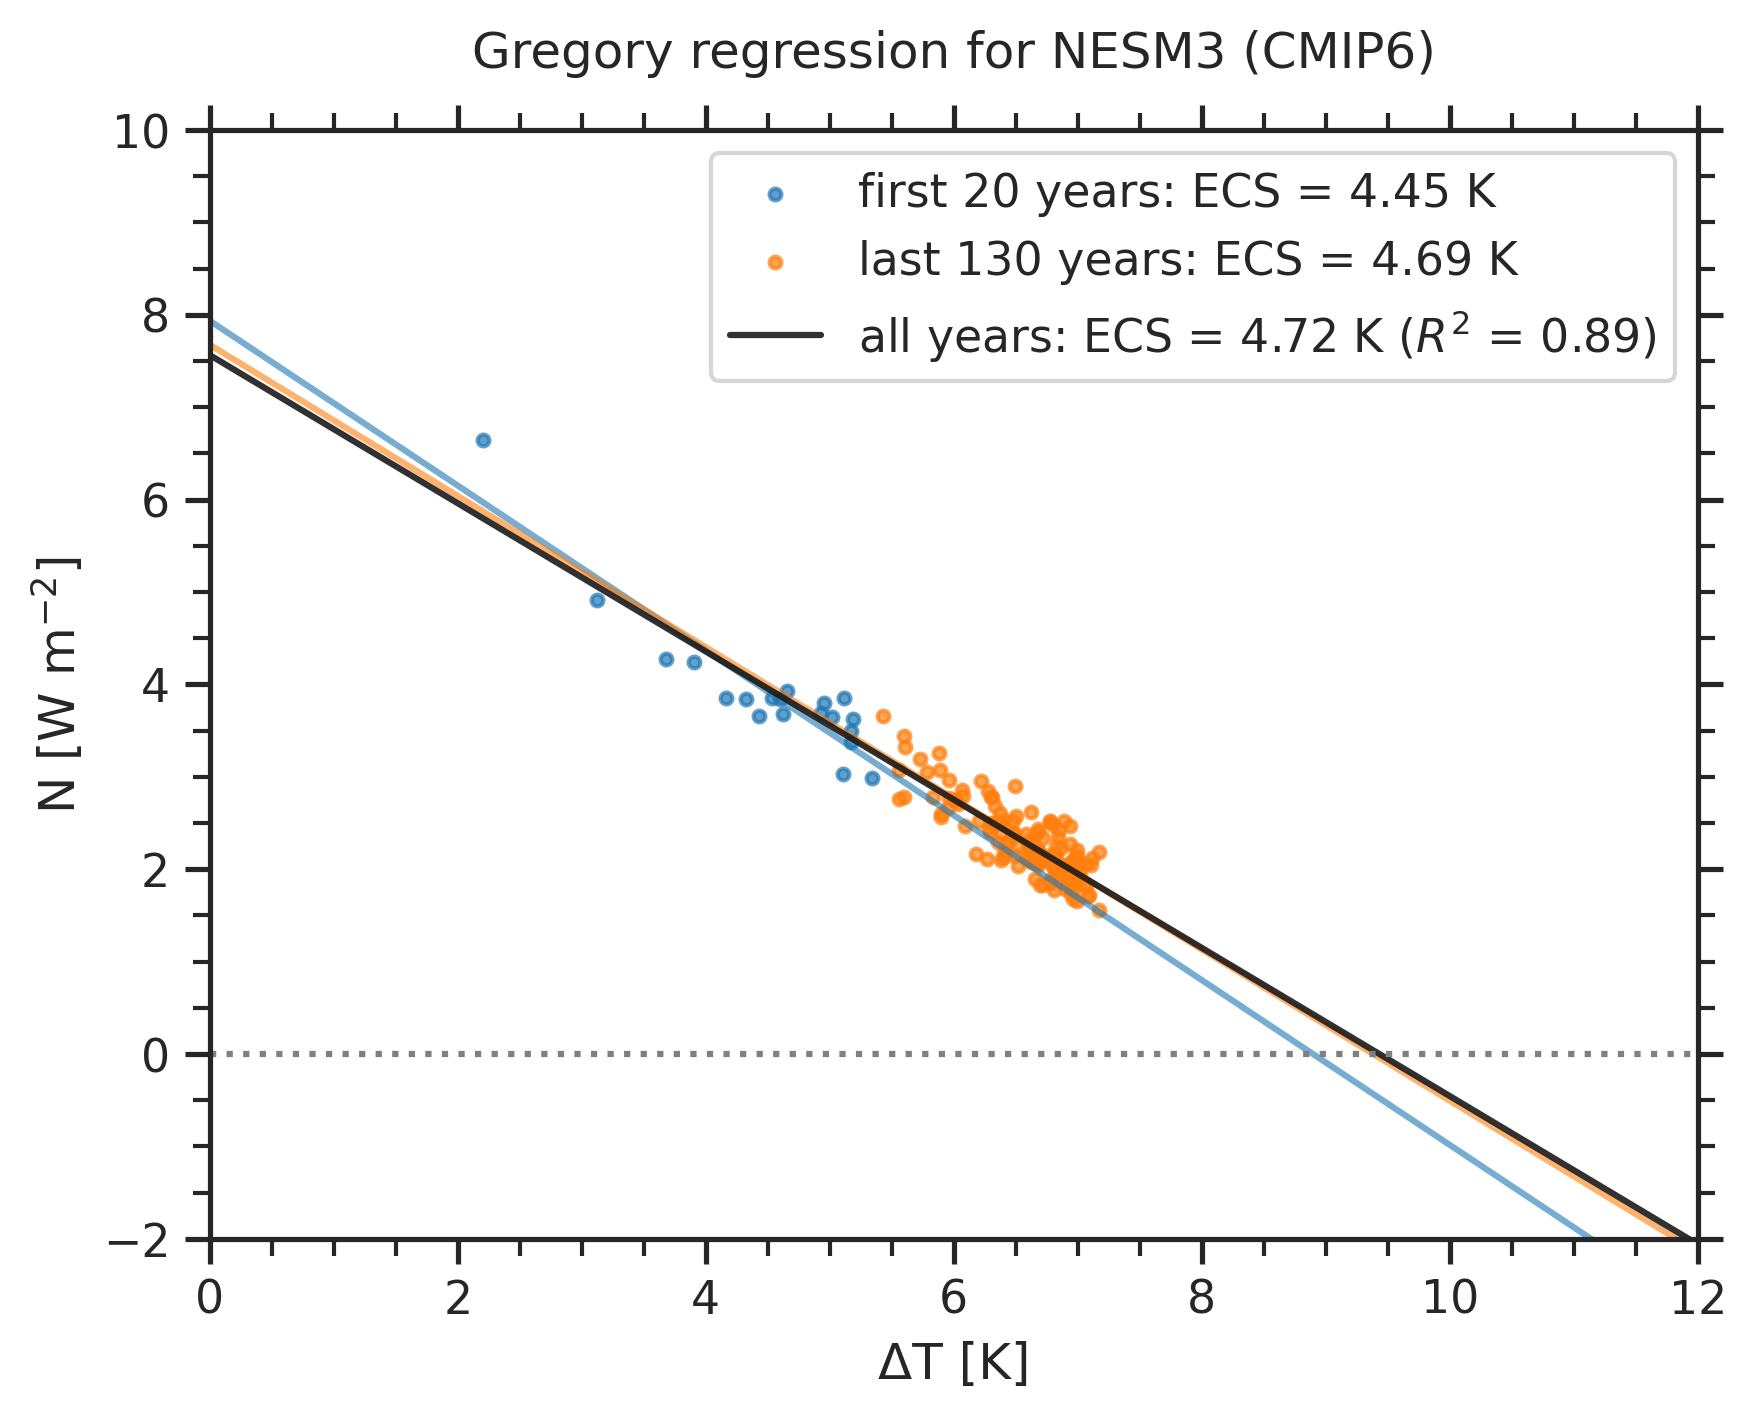 Gregory regression for NESM3 (CMIP6)
first 20 years: ECS = 4.45 K
last 130 years: ECS = 4.69 K
all years: ECS = 4.72 K (R² = 0.89)
N [W m⁻²]
10
8
6
4
2
0
−2
0 2 4 6 8 10 12
ΔT [K]